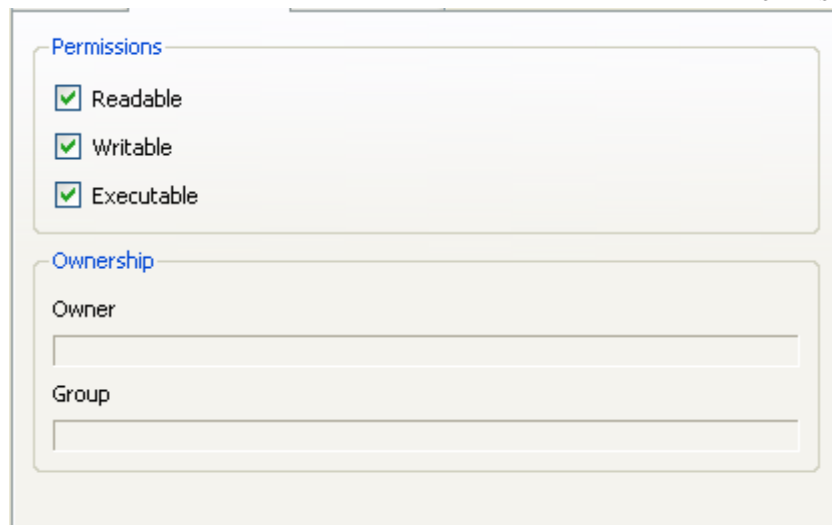 Permissions
Readable
Writable
Executable
Ownership
Owner
Group